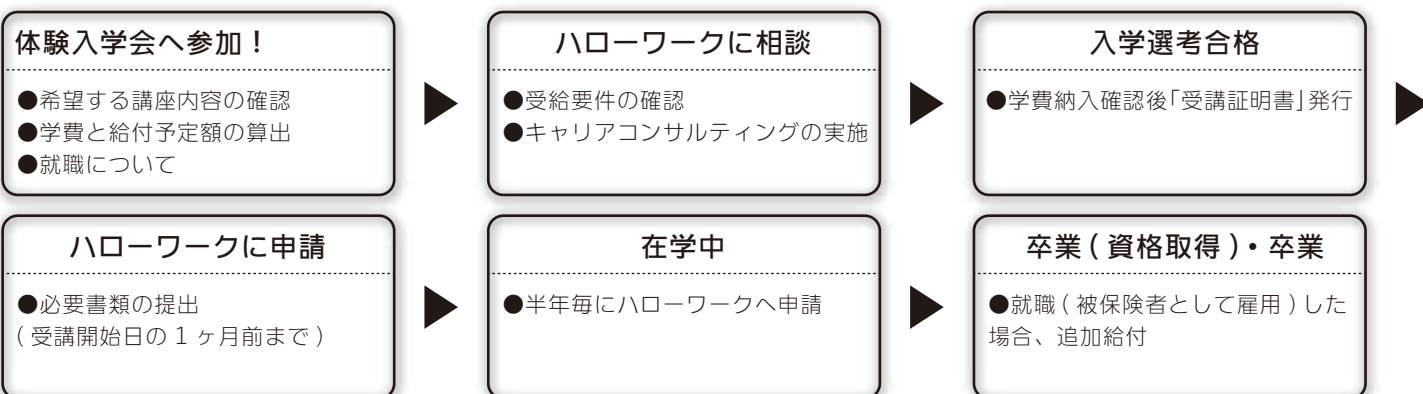 体験入学会へ参加！
●希望する講座内容の確認
●学費と給付予定額の算出
●就職について
ハローワークに相談
●受給要件の確認
●キャリアコンサルティングの実施
入学選考合格
●学費納入確認後「受講証明書」発行
ハローワークに申請
●必要書類の提出
(受講開始日の1ヶ月前まで)
在学中
●半年毎にハローワークへ申請
卒業(資格取得)・卒業
●就職(被保険者として雇用)した
場合、追加給付